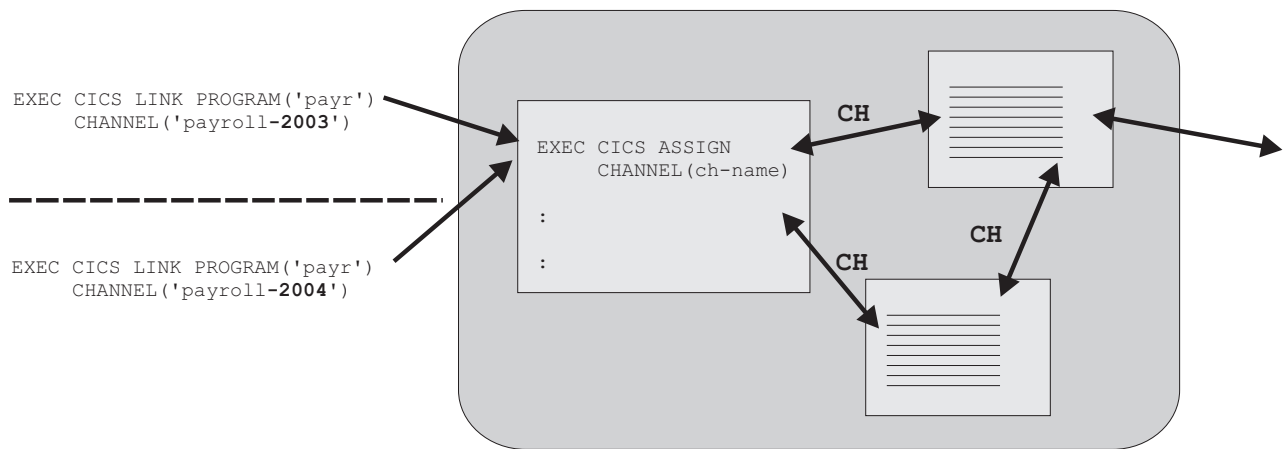 EXEC CICS LINK PROGRAM('payr')
CHANNEL('payroll-2003')
EXEC CICS LINK PROGRAM('payr')
CHANNEL('payroll-2004')
EXEC CICS ASSIGN
CHANNEL(ch-name)
:
:
CH
CH
CH